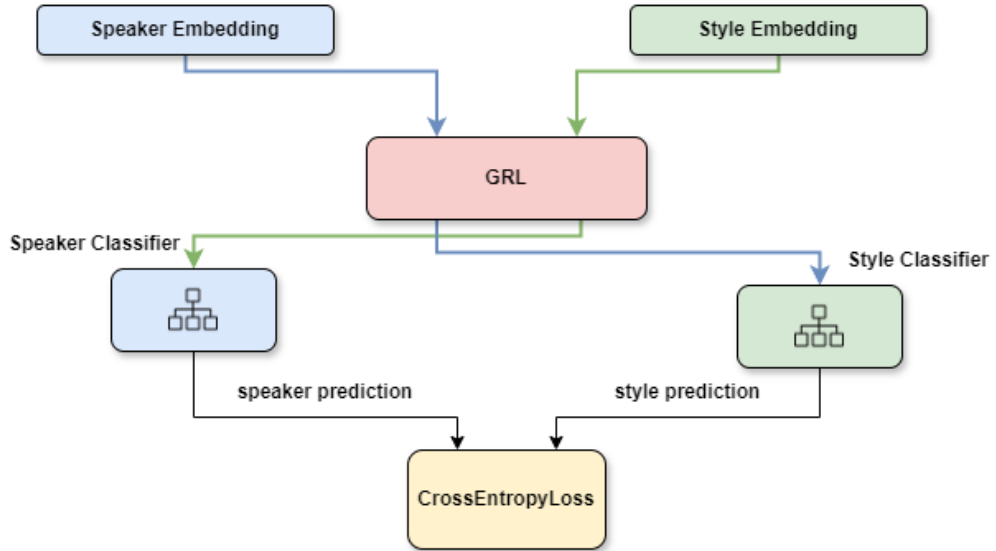 Speaker Embedding
Style Embedding
GRL
Speaker Classifier
Style Classifier
speaker prediction
style prediction
CrossEntropyLoss